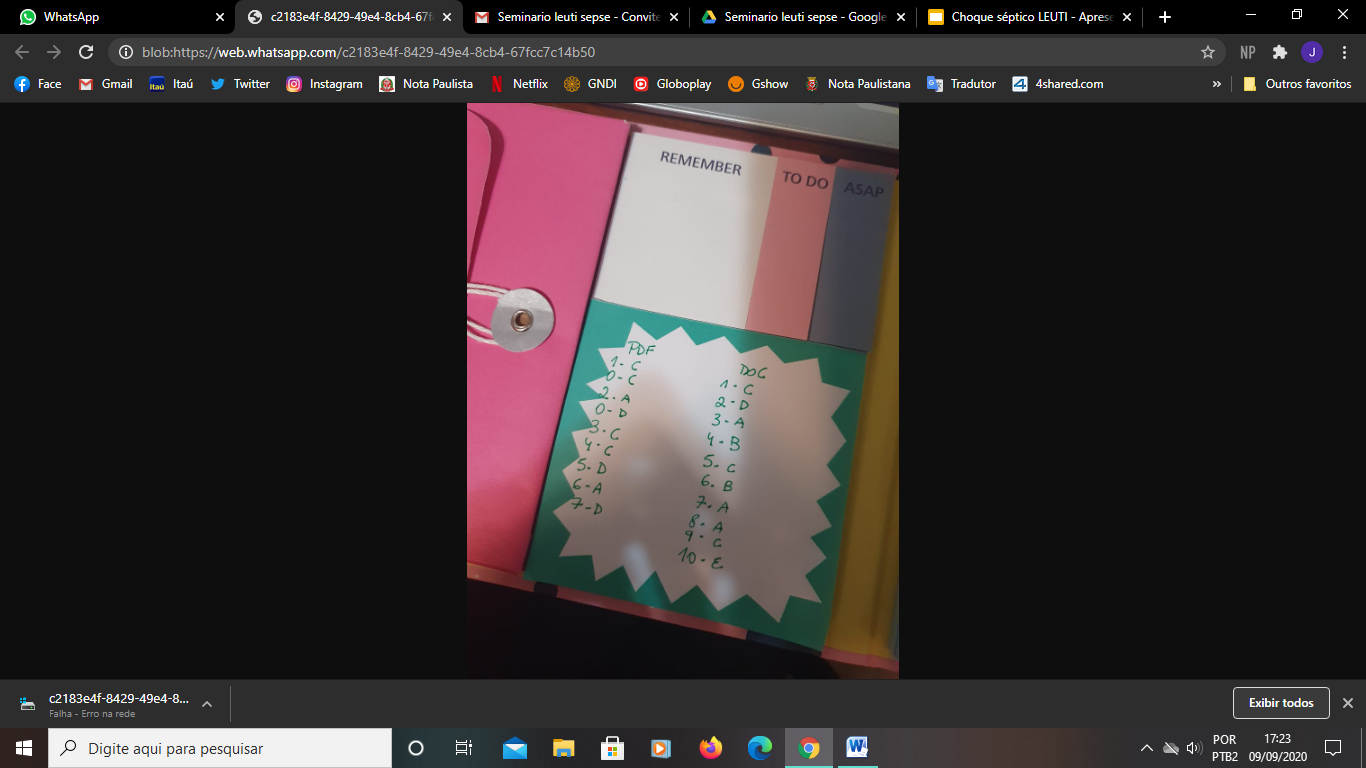 WhatsApp
c2183e4f-8429-49e4-8cb4-67f
Seminario leuti sepse - Convite
Seminario leuti sepse - Google
Choque séptico LEUTI - Aprese
blob:https://web.whatsapp.com/c2183e4f-8429-49e4-8cb4-67fcc7c14b50
NP
J
Face
Gmail
Itaú
Twitter
Instagram
Nota Paulista
Netflix
GNDI
Globoplay
Gshow
Nota Paulistana
Tradutor
4shared.com
»
Outros favoritos
REMEMBER
TO DO
ASAP
PDF
1 - C
0 - C
2 - A
0 - D
3 - C
4 - C
5 - D
6 - A
7 - D
DOC
1 - C
2 - D
3 - A
4 - B
5 - C
6 - B
7 - A
8 - A
9 - C
10 - E
c2183e4f-8429-49e4-8...
Falha - Erro na rede
Exibir todos
Digite aqui para pesquisar
POR
PTB2
17:23
09/09/2020